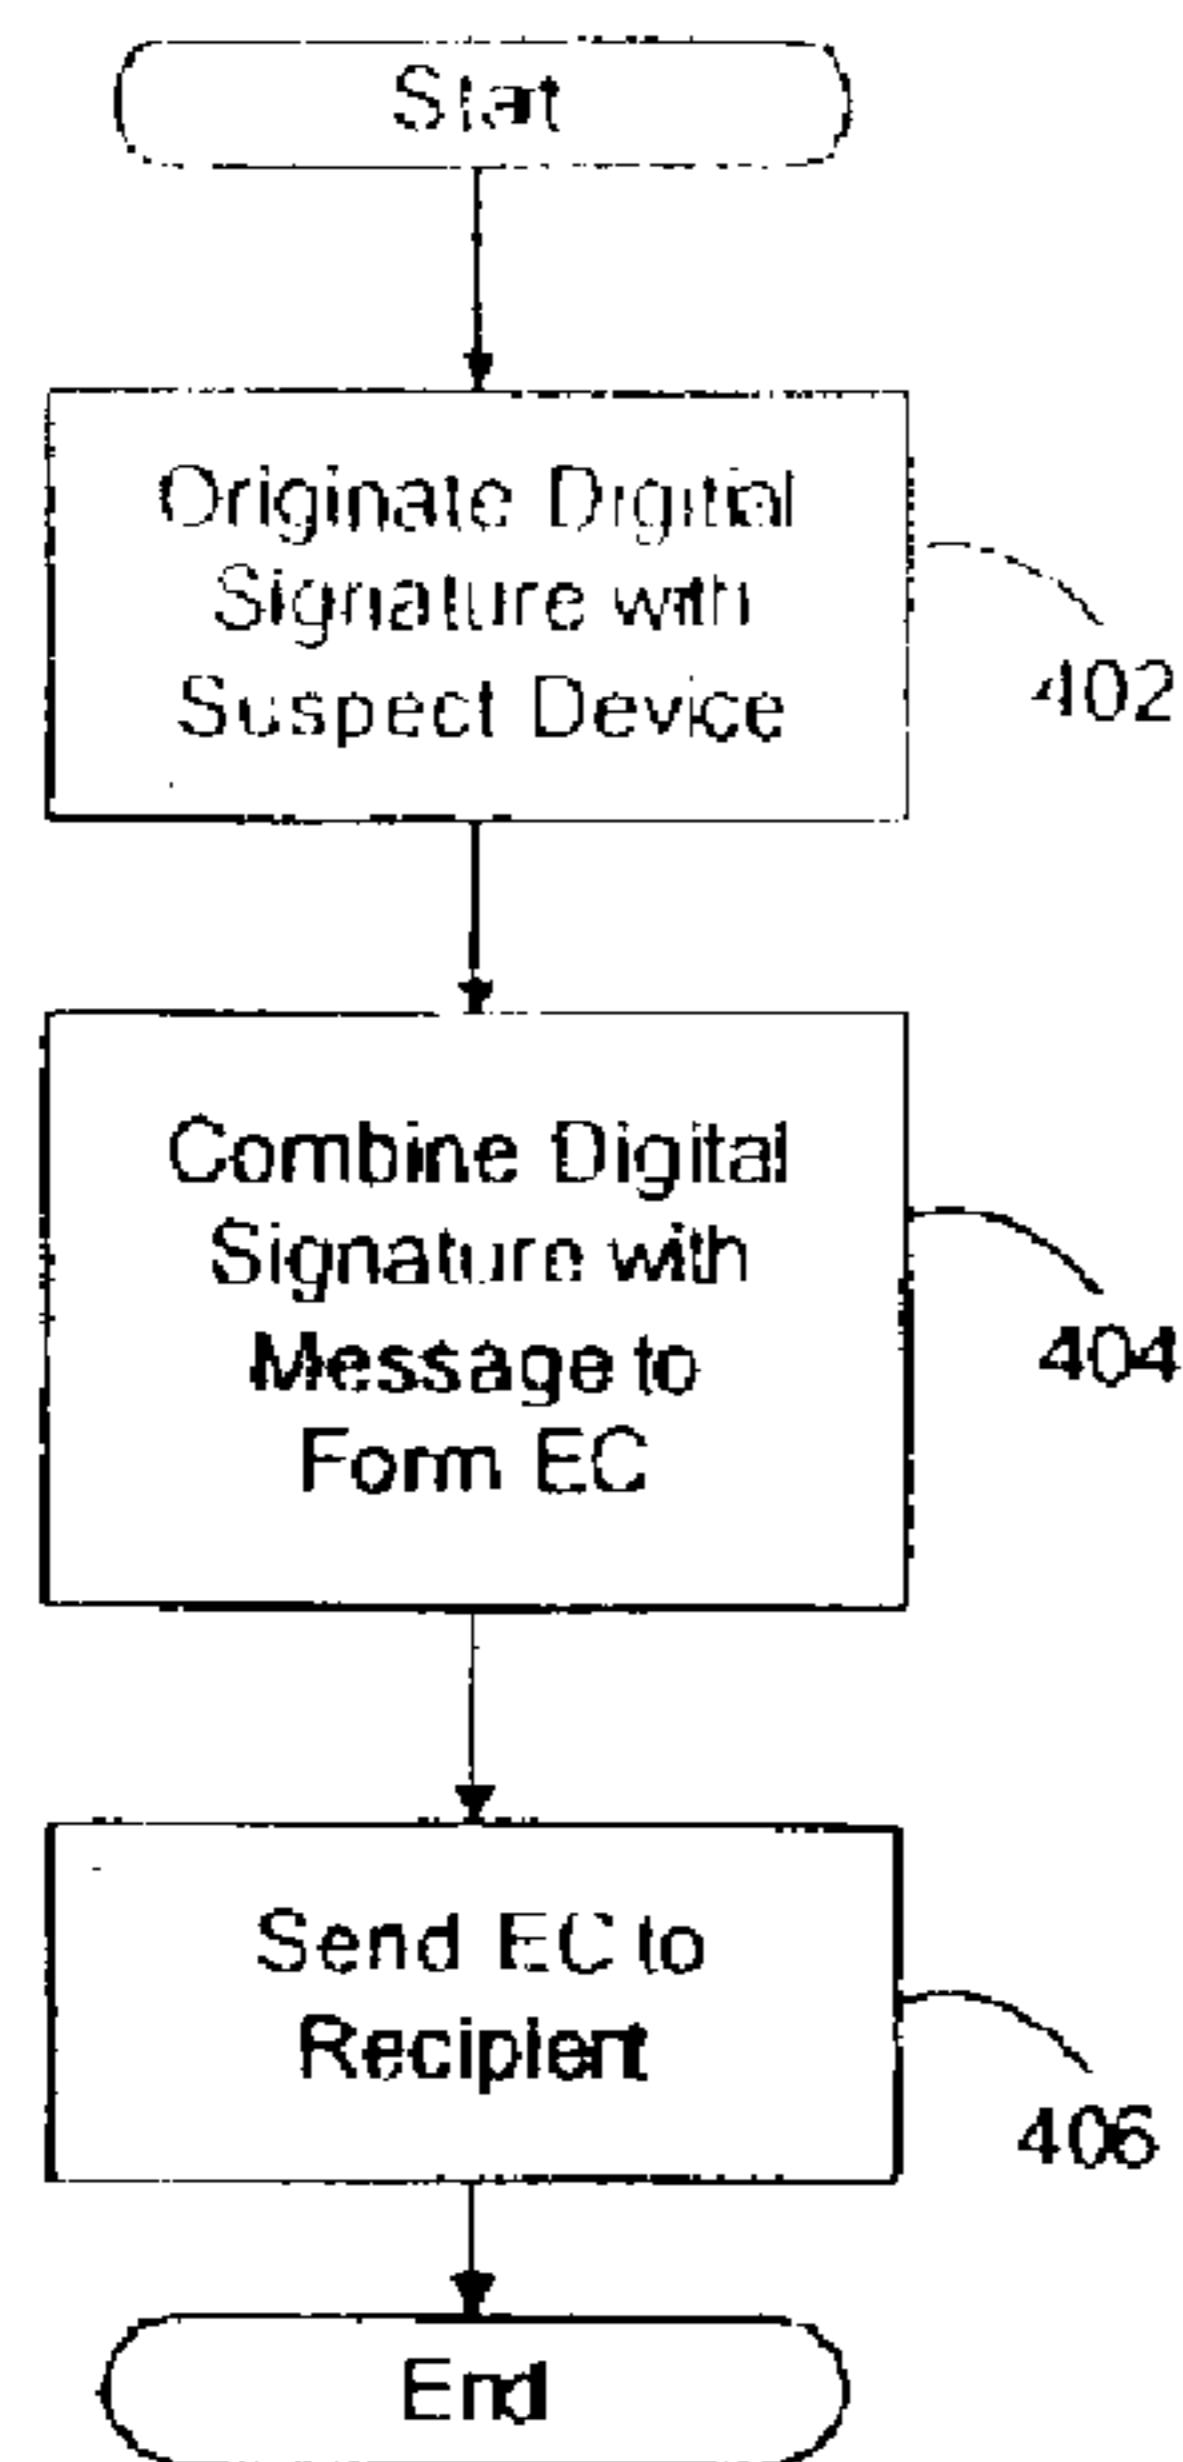 Start
Originate Digital
Signature with
Suspect Device
402
Combine Digital
Signature with
Message to
Form EC
404
Send EC to
Recipient
406
End